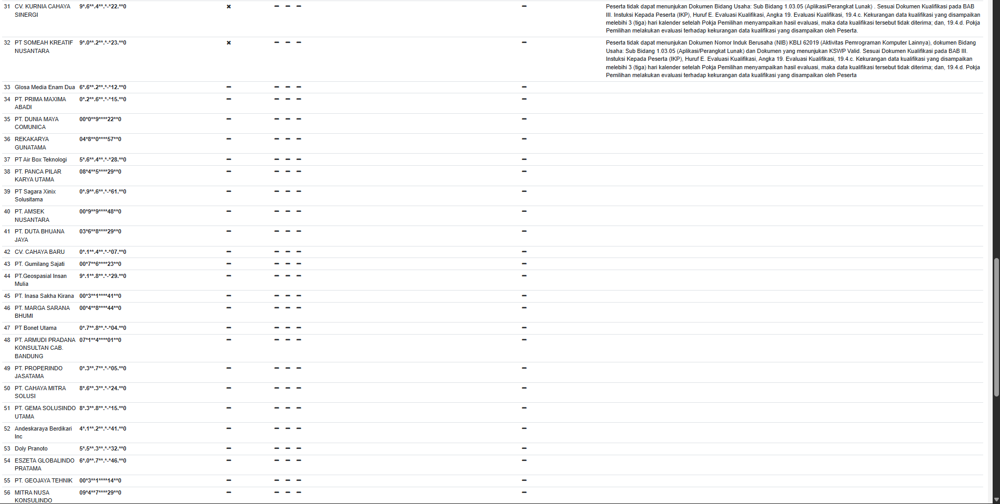 31 CV. KURNIA CAHAYA SINERGI 9*.6**.4**.*-*22.**0 ✖ – – – – Peserta tidak dapat menunjukan Dokumen Bidang Usaha: Sub Bidang 1.03.05 (Aplikasi/Perangkat Lunak) . Sesuai Dokumen Kualifikasi pada BAB
III. Instuksi Kepada Peserta (IKP), Huruf E. Evaluasi Kualifikasi, Angka 19. Evaluasi Kualifikasi, 19.4.c. Kekurangan data kualifikasi yang disampaikan
melebihi 3 (tiga) hari kalender setelah Pokja Pemilihan menyampaikan hasil evaluasi, maka data kualifikasi tersebut tidak diterima; dan, 19.4.d. Pokja
Pemilihan melakukan evaluasi terhadap kekurangan data kualifikasi yang disampaikan oleh Peserta.
32 PT SOMEAH KREATIF NUSANTARA 9*.0**.2**.*-*23.**0 ✖ – – – – Peserta tidak dapat menunjukan Dokumen Nomor Induk Berusaha (NIB) KBLI 62019 (Aktivitas Pemrograman Komputer Lainnya), dokumen Bidang
Usaha: Sub Bidang 1.03.05 (Aplikasi/Perangkat Lunak) dan Dokumen yang menunjukan KSWP Valid. Sesuai Dokumen Kualifikasi pada BAB III.
Instuksi Kepada Peserta (IKP), Huruf E. Evaluasi Kualifikasi, Angka 19. Evaluasi Kualifikasi, 19.4.c. Kekurangan data kualifikasi yang disampaikan
melebihi 3 (tiga) hari kalender setelah Pokja Pemilihan menyampaikan hasil evaluasi, maka data kualifikasi tersebut tidak diterima; dan, 19.4.d. Pokja
Pemilihan melakukan evaluasi terhadap kekurangan data kualifikasi yang disampaikan oleh Peserta
33 Glosa Media Enam Dua 6*.6**.2**.*-*12.**0 – – – – –
34 PT. PRIMA MAXIMA 0*.2**.6**.*-*15.**0 – – – – –
ABADI
35 PT. DUNIA MAYA 00*0**9****22**0 – – – – –
COMUNICA
36 REKAKARYA 04*8**0****57**0 – – – – –
GUNATAMA
37 PT Air Box Teknologi 5*.6**.4**.*-*28.**0 – – – – –
38 PT. PANCA PILAR 08*4**5****29**0 – – – – –
KARYA UTAMA
39 PT Sagara Xinix 0*.9**.6**.*-*61.**0 – – – – –
Solusitama
40 PT. AMSEK 00*9**9****48**0 – – – – –
NUSANTARA
41 PT. DUTA BHUANA 03*6**8****29**0 – – – – –
JAYA
42 CV. CAHAYA BARU 0*.1**.4**.*-*07.**0 – – – – –
43 PT. Gumilang Sajati 00*7**6****23**0 – – – – –
44 PT.Geospasial Insan 9*.1**.8**.*-*29.**0 – – – – –
Mulia
45 PT. Inasa Sakha Kirana 00*3**1****41**0 – – – – –
46 PT. MARGA SARANA 00*4**8****44**0 – – – – –
BHUMI
47 PT Bonet Utama 0*.7**.8**.*-*04.**0 – – – – –
48 PT. ARMUDI PRADANA 07*1**4****01**0 – – – – –
KONSULTAN CAB.
BANDUNG
49 PT. PROPERINDO 0*.3**.7**.*-*05.**0 – – – – –
JASATAMA
50 PT. CAHAYA MITRA 8*.6**.3**.*-*24.**0 – – – – –
SOLUSI
51 PT. GEMA SOLUSINDO 8*.3**.8**.*-*15.**0 – – – – –
UTAMA
52 Andeskaraya Berdikari 4*.1**.2**.*-*41.**0 – – – – –
Inc
53 Doly Pranoto 5*.5**.3**.*-*32.**0 – – – – –
54 ESZETA GLOBALINDO 6*.0**.7**.*-*46.**0 – – – – –
PRATAMA
55 PT. GEOJAYA TEHNIK 00*3**1****14**0 – – – – –
56 MITRA NUSA 09*4**7****29**0 – – – – –
KONSULINDO